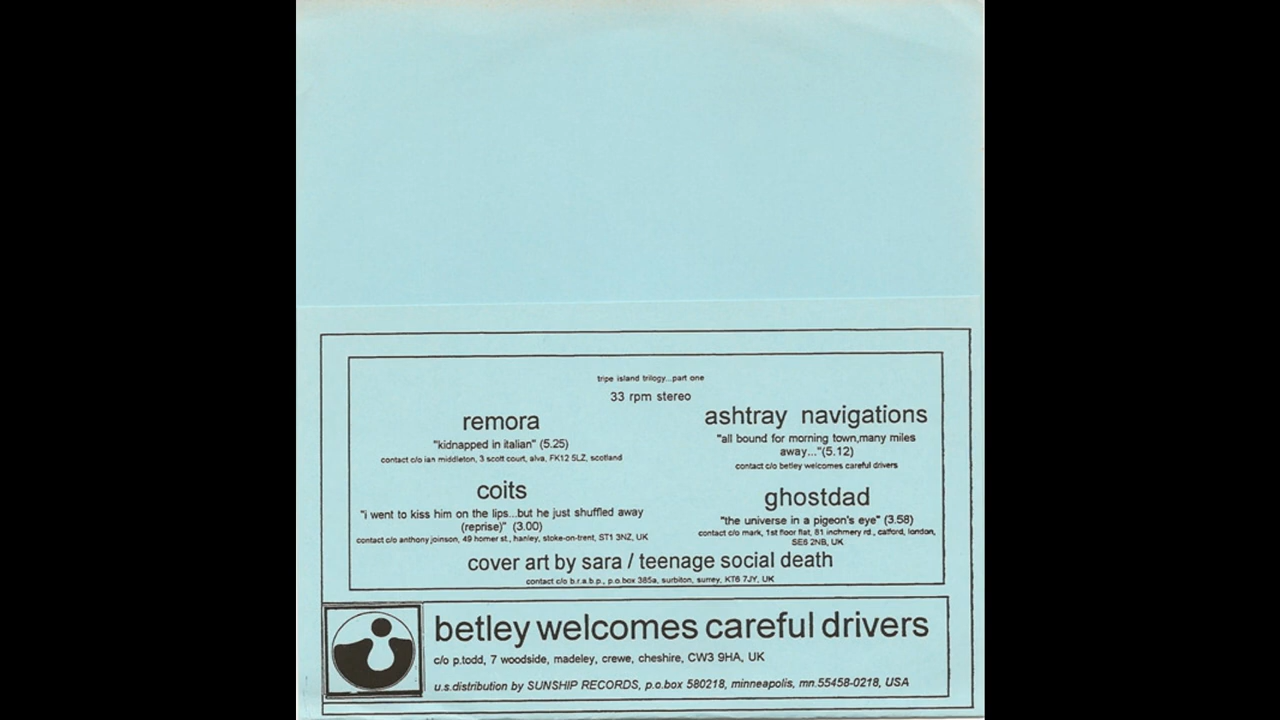 tripe island trilogy...part one
33 rpm stereo
remora
"kidnapped in italian" (5.25)
contact c/o ian middleton, 3 scott court, alva, FK12 5LZ, scotland
ashtray navigations
"all bound for morning town,many miles
away..."(5.12)
contact c/o betley welcomes careful drivers
coits
"i went to kiss him on the lips...but he just shuffled away
(reprise)" (3.00)
contact c/o anthony joinson, 49 homer st., hanley, stoke-on-trent, ST1 3NZ, UK
ghostdad
"the universe in a pigeon's eye" (3.58)
contact c/o mark, 1st floor flat, 81 inchmery rd., catford, london,
SE6 2NB, UK
cover art by sara / teenage social death
contact c/o b.r.a.b.p., p.o.box 385a, surbiton, surrey, KT6 7JY, UK
betley welcomes careful drivers
c/o p.todd, 7 woodside, madeley, crewe, cheshire, CW3 9HA, UK
u.s.distribution by SUNSHIP RECORDS, p.o.box 580218, minneapolis, mn.55458-0218, USA